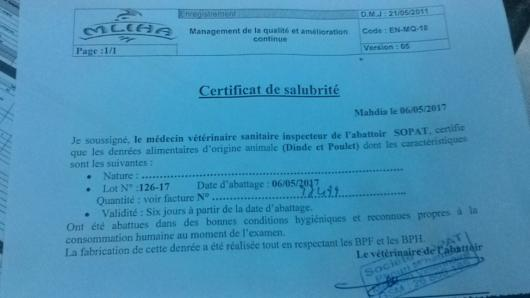 Enregistrement
D.M.J : 21/05/2011
MLIHA
Management de la qualité et amélioration
continue
Code : EN-MQ-18
Page :1/1
Version : 05
Certificat de salubrité
Mahdia le 06/05/2017
Je soussigné, le médecin vétérinaire sanitaire inspecteur de l'abattoir SOPAT, certifie
que les denrées alimentaires d'origine animale (Dinde et Poulet) dont les caractéristiques
sont les suivantes :
• Nature : ..............................
• Lot N° :126-17 Date d'abattage : 06/05/2017
Quantité : voir facture N°
• Validité : Six jours à partir de la date d'abattage.
Ont été abattues dans des bonnes conditions hygiéniques et reconnues propres à la
consommation humaine au moment de l'examen.
La fabrication de cette denrée a été réalisée tout en respectant les BPF et les BPH.
Le vétérinaire de l'abattoir
Société